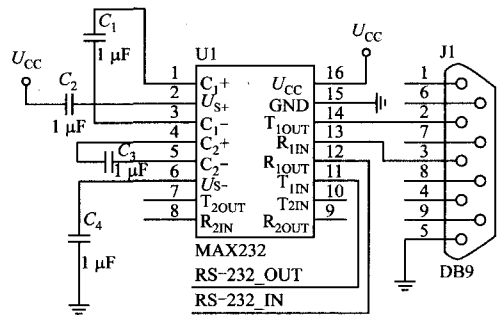 C1
1 μF
UCC
C2
1 μF
C3
1 μF
C4
1 μF
U1
1 C1+
2 US+
3 C1-
4 C2+
5 C2-
6 US-
7 T2OUT
8 R2IN
UCC 16
GND 15
T1OUT 14
R1IN 13
R1OUT 12
T1IN 11
T2IN 10
R2OUT 9
MAX232
RS-232_OUT
RS-232_IN
UCC
J1
1
6
2
7
3
8
4
9
5
DB9